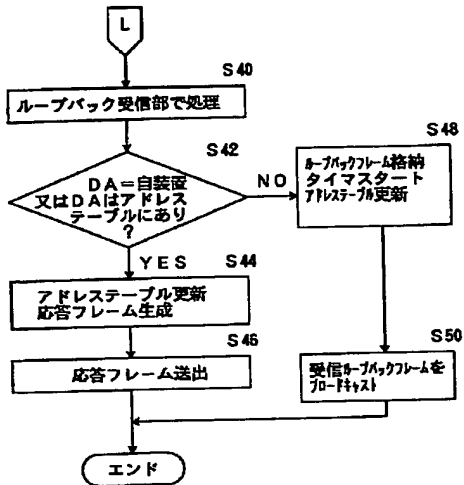 L
S40
ループバック受信部で処理
S42
DA=自装置
又はDAはアドレス
テーブルにあり
?
NO
S48
ループバックフレーム格納
タイマスタート
アドレステーブル更新
YES
S44
アドレステーブル更新
応答フレーム生成
S46
応答フレーム送出
S50
受信ループバックフレームを
ブロードキャスト
エンド